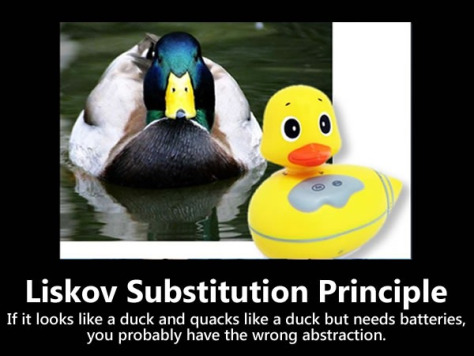 Liskov Substitution Principle
If it looks like a duck and quacks like a duck but needs batteries,
you probably have the wrong abstraction.